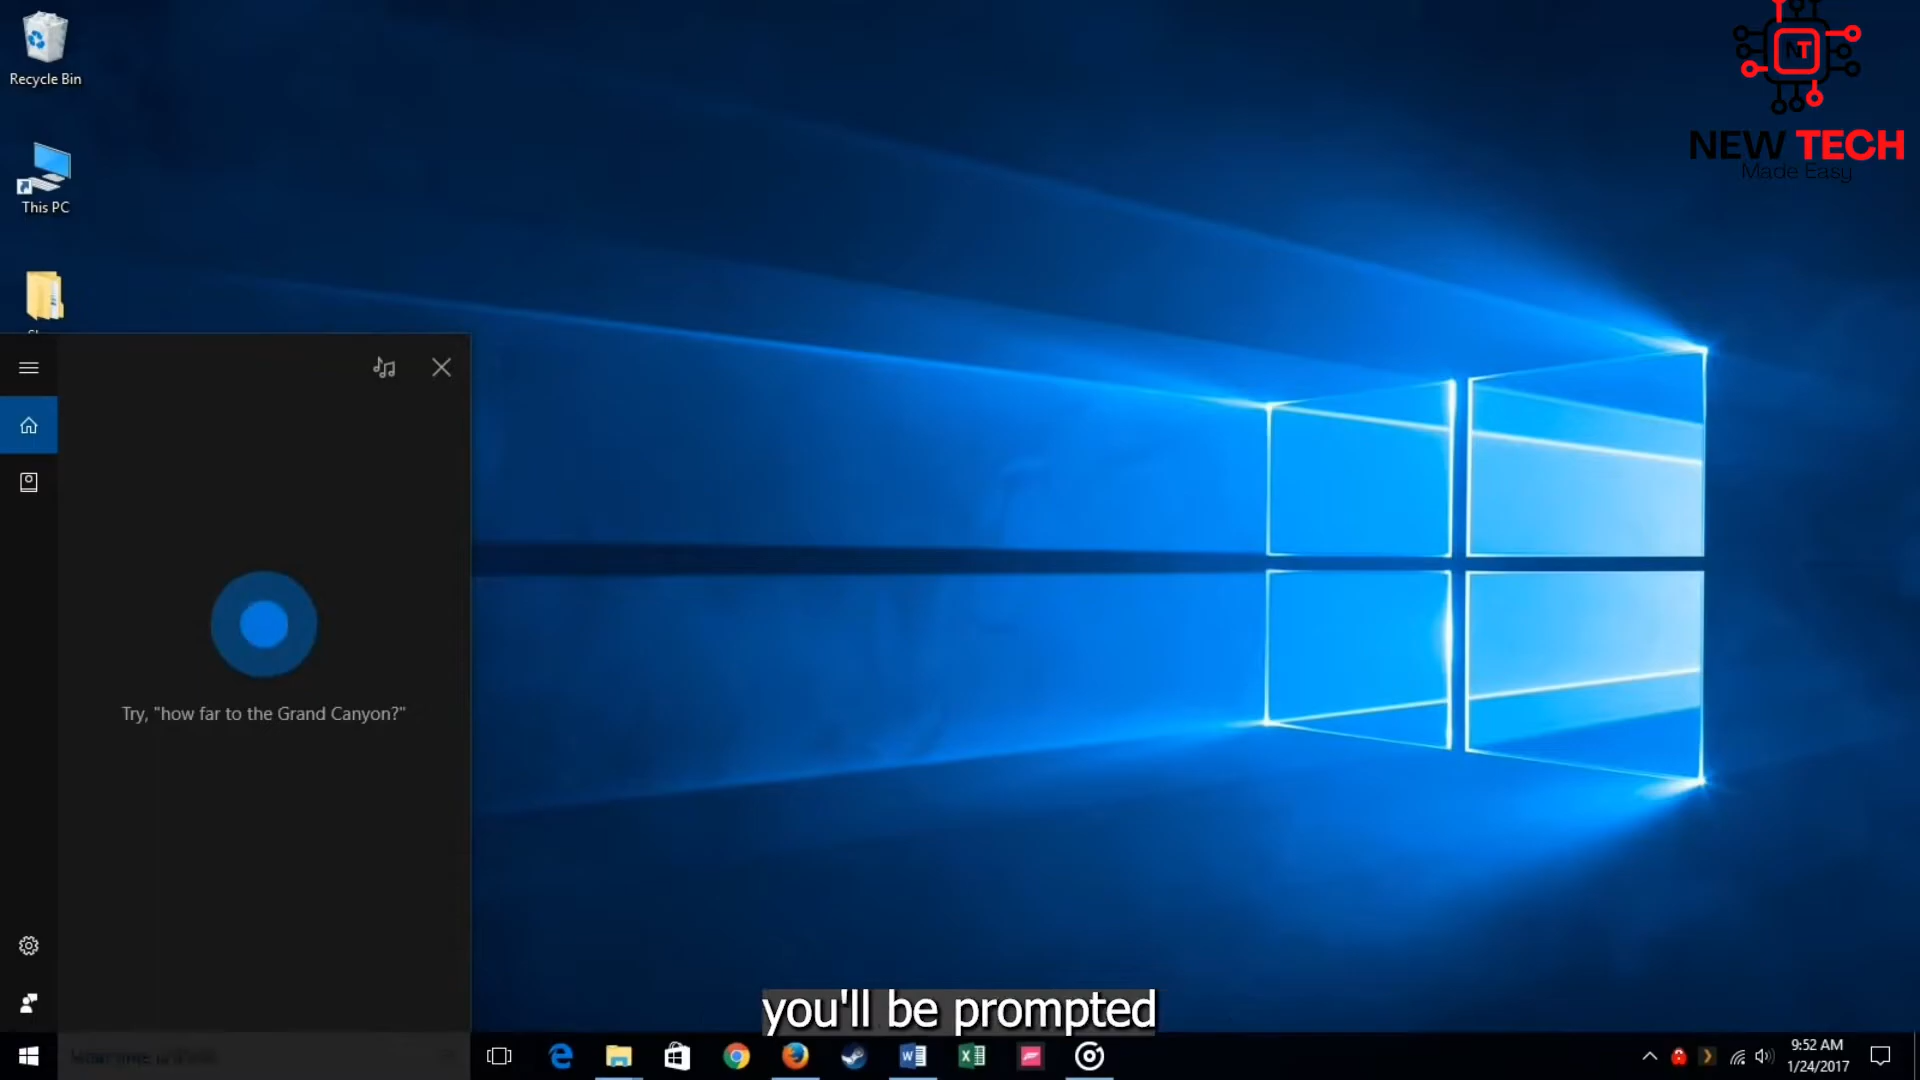 Recycle Bin
NT
NEW TECH
Made Easy
This PC
Try, "how far to the Grand Canyon?"
you'll be prompted
9:52 AM
1/24/2017